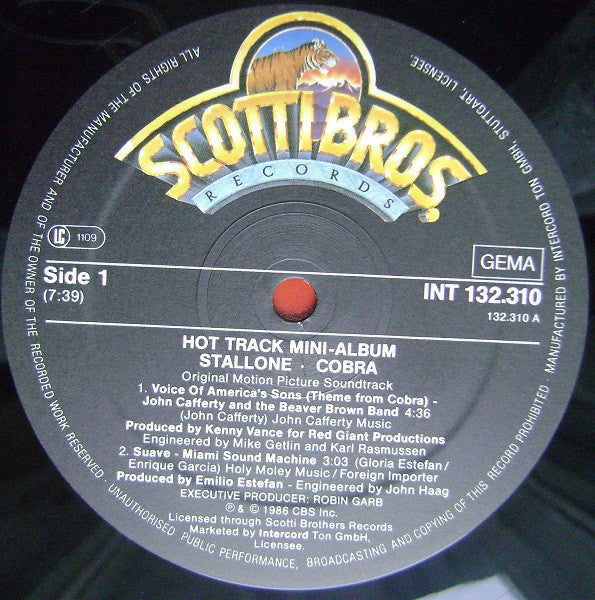 SCOTTI BROS.
RECORDS
LC 1109
GEMA
Side 1
(7:39)
INT 132.310
132.310 A
HOT TRACK MINI-ALBUM
STALLONE · COBRA
Original Motion Picture Soundtrack
1. Voice Of America's Sons (Theme from Cobra) -
John Cafferty and the Beaver Brown Band 4:36
(John Cafferty) John Cafferty Music
Produced by Kenny Vance for Red Giant Productions
Engineered by Mike Getlin and Karl Rasmussen
2. Suave - Miami Sound Machine 3:03 (Gloria Estefan/
Enrique Garcia) Holy Moley Music/Foreign Importer
Produced by Emilio Estefan - Engineered by John Haag
EXECUTIVE PRODUCER: ROBIN GARB
℗ & © 1986 CBS Inc.
Licensed through Scotti Brothers Records
Marketed by Intercord Ton GmbH,
Licensee.
ALL RIGHTS OF THE MANUFACTURER AND OF THE OWNER OF THE RECORDED WORK RESERVED. UNAUTHORISED PUBLIC PERFORMANCE, BROADCASTING AND COPYING OF THIS RECORD PROHIBITED · MANUFACTURED BY INTERCORD TON GMBH, STUTTGART, LICENSEE.